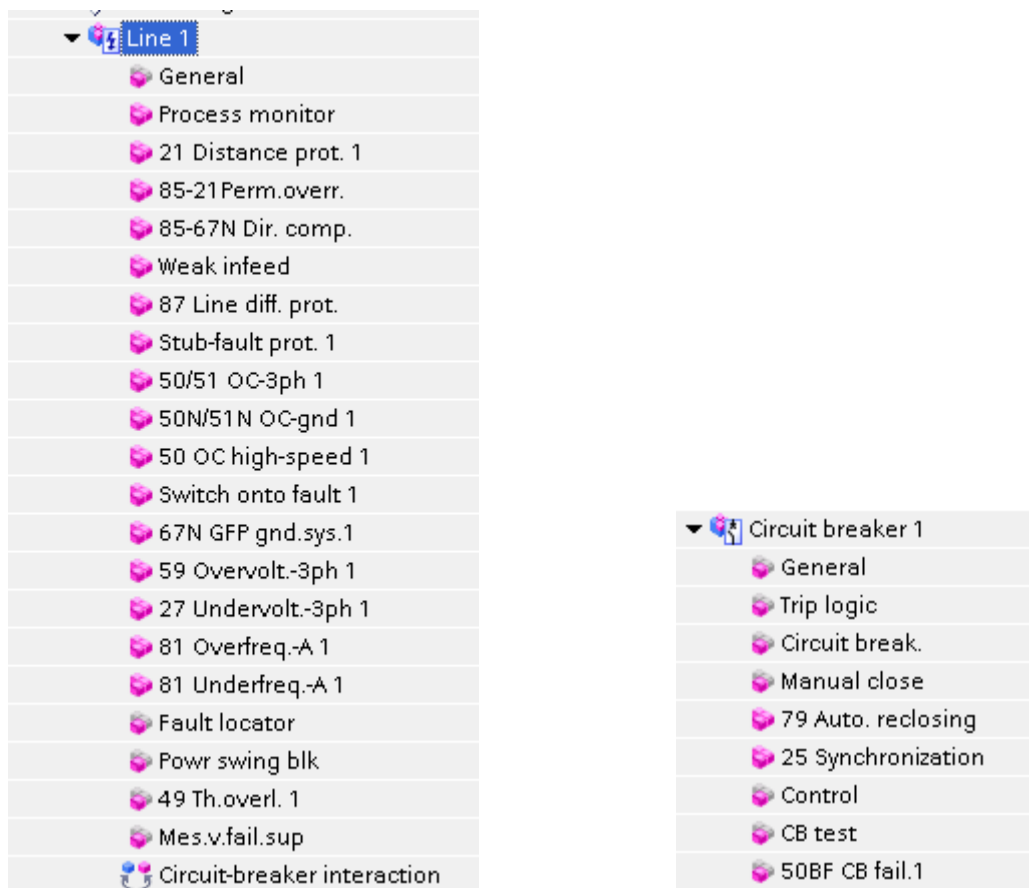 Line 1
General
Process monitor
21 Distance prot. 1
85-21Perm.overr.
85-67N Dir. comp.
Weak infeed
87 Line diff. prot.
Stub-fault prot. 1
50/51 OC-3ph 1
50N/51N OC-gnd 1
50 OC high-speed 1
Switch onto fault 1
67N GFP gnd.sys.1
59 Overvolt.-3ph 1
27 Undervolt.-3ph 1
81 Overfreq.-A 1
81 Underfreq.-A 1
Fault locator
Powr swing blk
49 Th.overl. 1
Mes.v.fail.sup
Circuit-breaker interaction
Circuit breaker 1
General
Trip logic
Circuit break.
Manual close
79 Auto. reclosing
25 Synchronization
Control
CB test
50BF CB fail.1